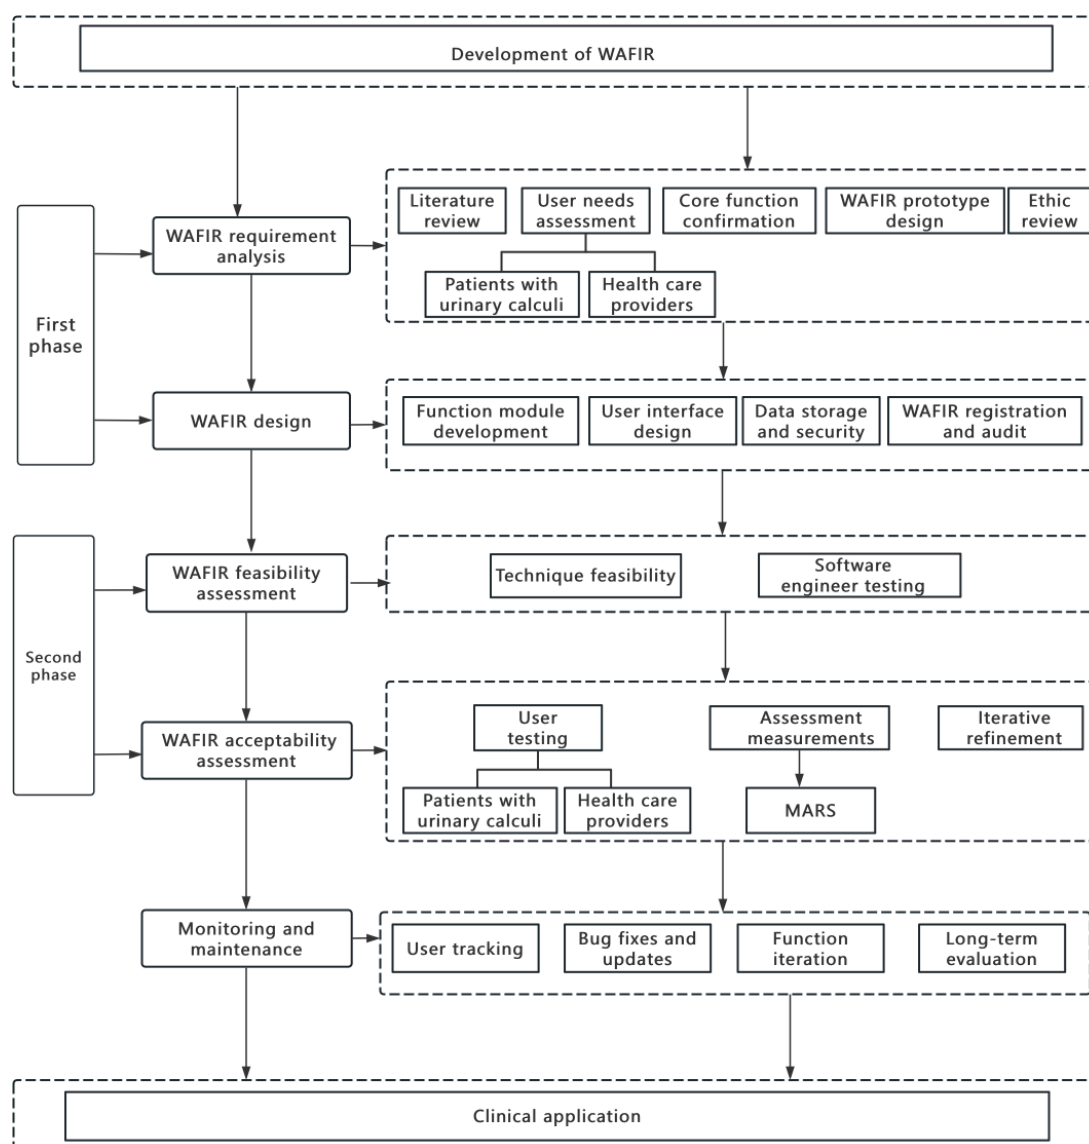 Development of WAFIR
Literature
review
User needs
assessment
Core function
confirmation
WAFIR prototype
design
Ethic
review
WAFIR requirement
analysis
Patients with
urinary calculi
Health care
providers
First
phase
WAFIR design
Function module
development
User interface
design
Data storage
and security
WAFIR registration
and audit
WAFIR feasibility
assessment
Technique feasibility
Software
engineer testing
Second
phase
WAFIR acceptability
assessment
User
testing
Assessment
measurements
Iterative
refinement
Patients with
urinary calculi
Health care
providers
MARS
Monitoring and
maintenance
User tracking
Bug fixes and
updates
Function
iteration
Long-term
evaluation
Clinical application